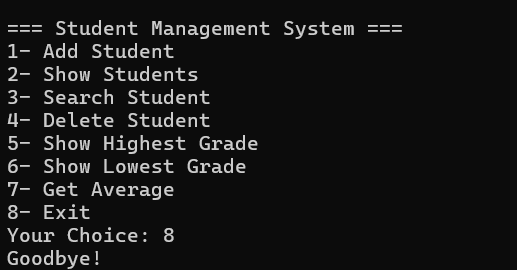 === Student Management System ===
1- Add Student
2- Show Students
3- Search Student
4- Delete Student
5- Show Highest Grade
6- Show Lowest Grade
7- Get Average
8- Exit
Your Choice: 8
Goodbye!